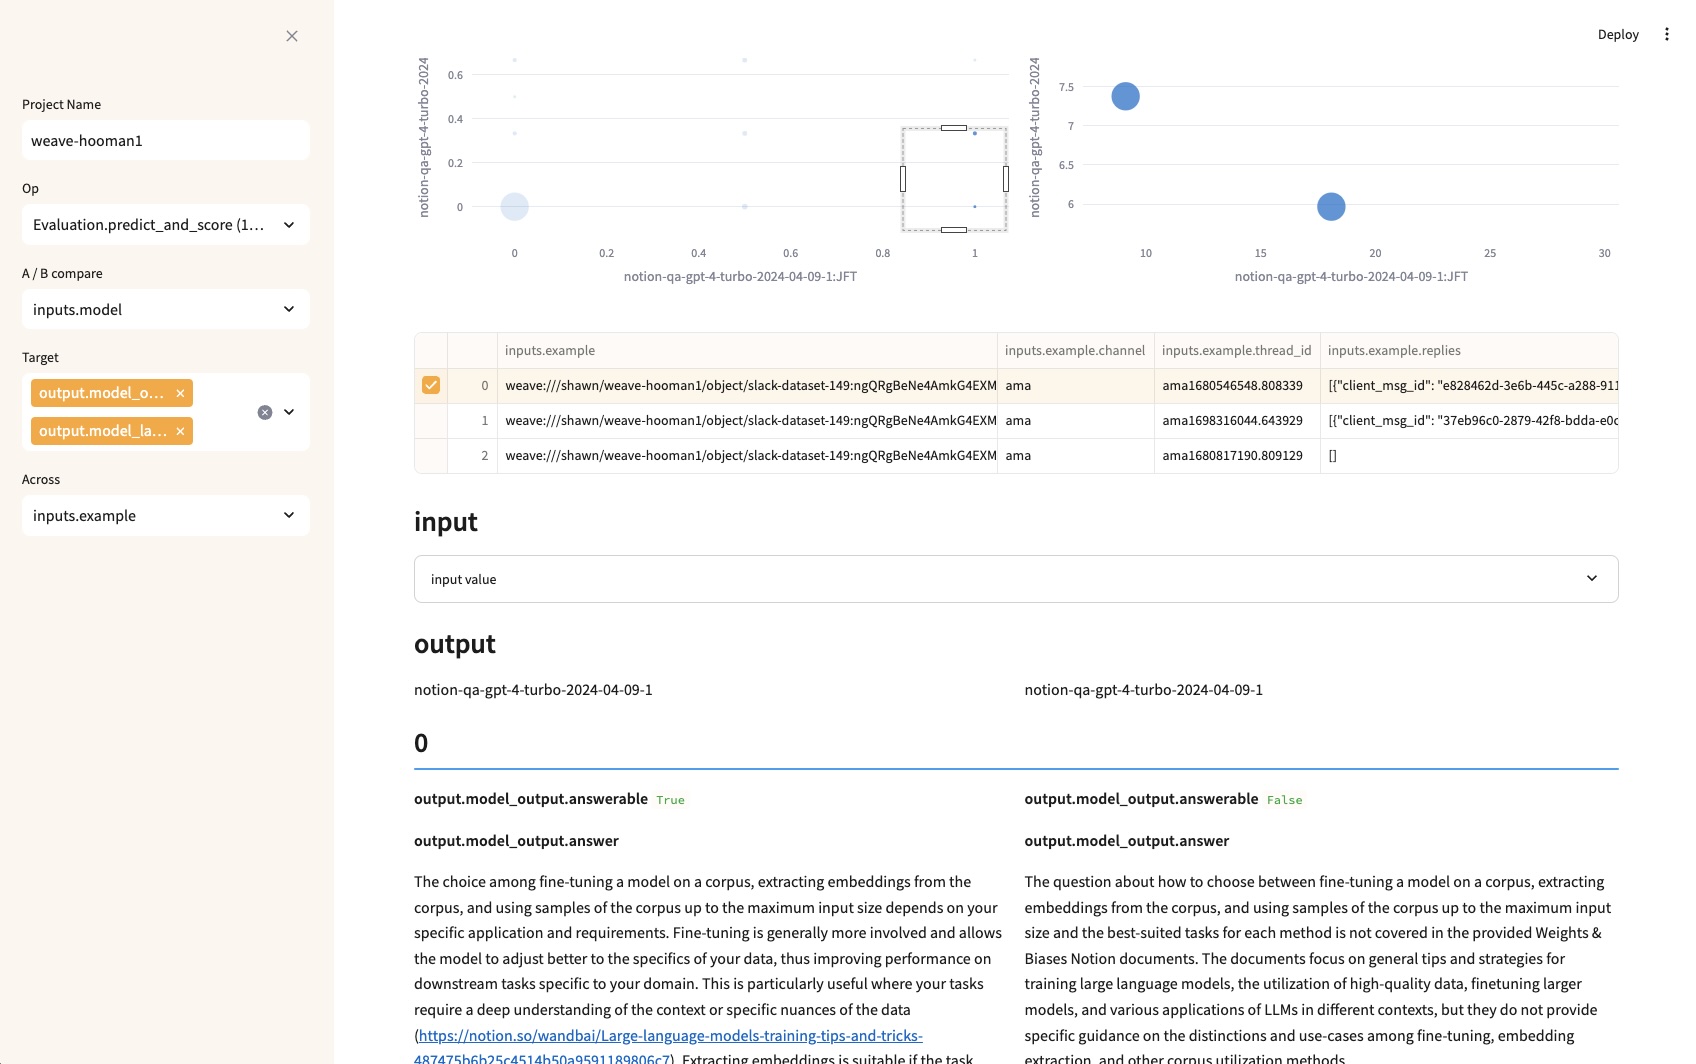 Deploy
Project Name
weave-hooman1
Op
Evaluation.predict_and_score (1…
A / B compare
inputs.model
Target
output.model_o…
output.model_la…
Across
inputs.example
notion-qa-gpt-4-turbo-2024
0.6
0.4
0.2
0
0 0.2 0.4 0.6 0.8 1
notion-qa-gpt-4-turbo-2024-04-09-1:JFT
notion-qa-gpt-4-turbo-2024
7.5
7
6.5
6
10 15 20 25 30
notion-qa-gpt-4-turbo-2024-04-09-1:JFT
inputs.example inputs.example.channel inputs.example.thread_id inputs.example.replies
0 weave:///shawn/weave-hooman1/object/slack-dataset-149:ngQRgBeNe4AmkG4EXM ama ama1680546548.808339 [{"client_msg_id": "e828462d-3e6b-445c-a288-911
1 weave:///shawn/weave-hooman1/object/slack-dataset-149:ngQRgBeNe4AmkG4EXM ama ama1698316044.643929 [{"client_msg_id": "37eb96c0-2879-42f8-bdda-e0c
2 weave:///shawn/weave-hooman1/object/slack-dataset-149:ngQRgBeNe4AmkG4EXM ama ama1680817190.809129 []
input
input value
output
notion-qa-gpt-4-turbo-2024-04-09-1
notion-qa-gpt-4-turbo-2024-04-09-1
0
output.model_output.answerable True
output.model_output.answer
The choice among fine-tuning a model on a corpus, extracting embeddings from the
corpus, and using samples of the corpus up to the maximum input size depends on your
specific application and requirements. Fine-tuning is generally more involved and allows
the model to adjust better to the specifics of your data, thus improving performance on
downstream tasks specific to your domain. This is particularly useful where your tasks
require a deep understanding of the context or specific nuances of the data
(https://notion.so/wandbai/Large-language-models-training-tips-and-tricks-
487475b6b25c4514b50a9591189806c7). Extracting embeddings is suitable if the task
output.model_output.answerable False
output.model_output.answer
The question about how to choose between fine-tuning a model on a corpus, extracting
embeddings from the corpus, and using samples of the corpus up to the maximum input
size and the best-suited tasks for each method is not covered in the provided Weights &
Biases Notion documents. The documents focus on general tips and strategies for
training large language models, the utilization of high-quality data, finetuning larger
models, and various applications of LLMs in different contexts, but they do not provide
specific guidance on the distinctions and use-cases among fine-tuning, embedding
extraction, and other corpus utilization methods.